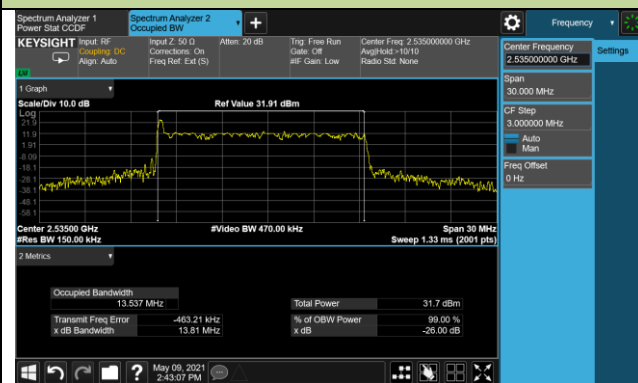 Spectrum Analyzer 1
Power Stat CCDF
Spectrum Analyzer 2
Occupied BW
+
Frequency
KEYSIGHT
Input: RF
Coupling: DC
Align: Auto
Input Z: 50 Ω
Corrections: On
Freq Ref: Ext (S)
Atten: 20 dB
Trig: Free Run
Gate: Off
#IF Gain: Low
Center Freq: 2.535000000 GHz
Avg|Hold:>10/10
Radio Std: None
Center Frequency
2.535000000 GHz
Settings
Span
30.000 MHz
CF Step
3.000000 MHz
Auto
Man
Freq Offset
0 Hz
1 Graph
Scale/Div 10.0 dB
Ref Value 31.91 dBm
Log
21.9
11.9
1.91
-8.09
-18.1
-28.1
-38.1
-48.1
-58.1
Center 2.53500 GHz
#Video BW 470.00 kHz
Span 30 MHz
#Res BW 150.00 kHz
Sweep 1.33 ms (2001 pts)
2 Metrics
Occupied Bandwidth
13.537 MHz
Total Power 31.7 dBm
Transmit Freq Error -463.21 kHz
% of OBW Power 99.00 %
x dB Bandwidth 13.81 MHz
x dB -26.00 dB
?
May 09, 2021
2:43:07 PM